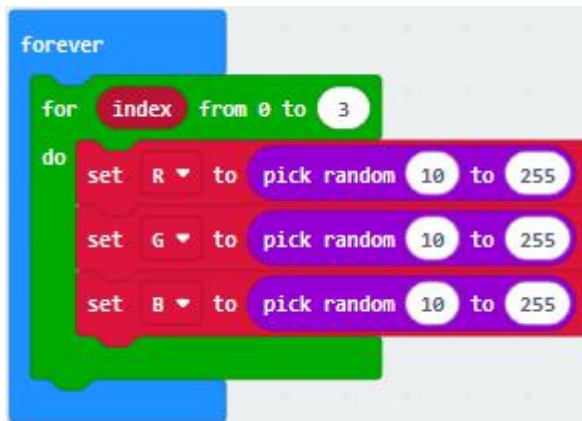 forever
for index from 0 to 3
do
set R to pick random 10 to 255
set G to pick random 10 to 255
set B to pick random 10 to 255